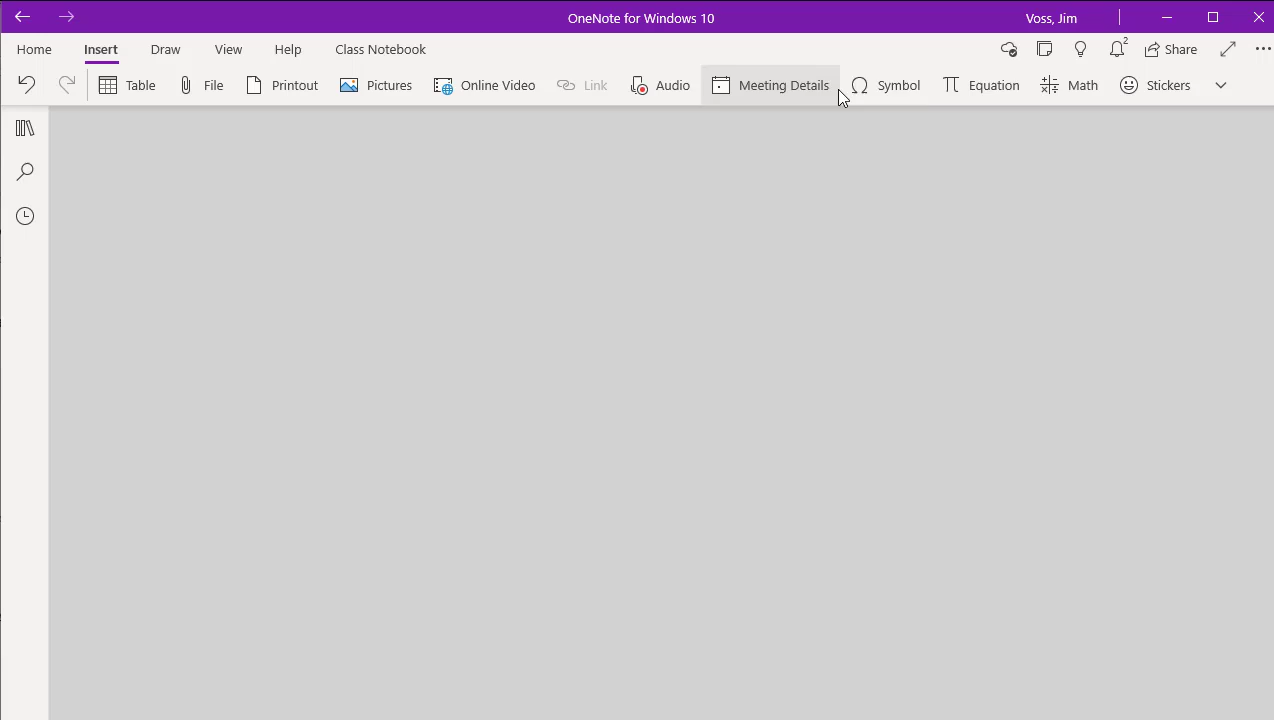 OneNote for Windows 10 Voss, Jim
Home Insert Draw View Help Class Notebook 2 Share
Table File Printout Pictures Online Video Link Audio Meeting Details Symbol Equation Math Stickers